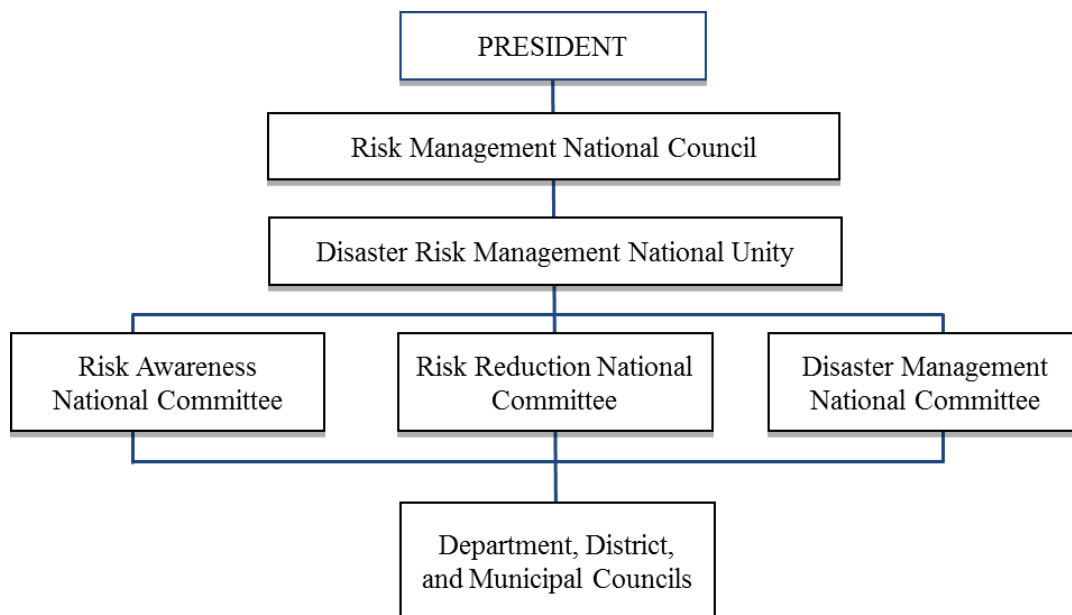 PRESIDENT
Risk Management National Council
Disaster Risk Management National Unity
Risk Awareness
National Committee
Risk Reduction National
Committee
Disaster Management
National Committee
Department, District,
and Municipal Councils